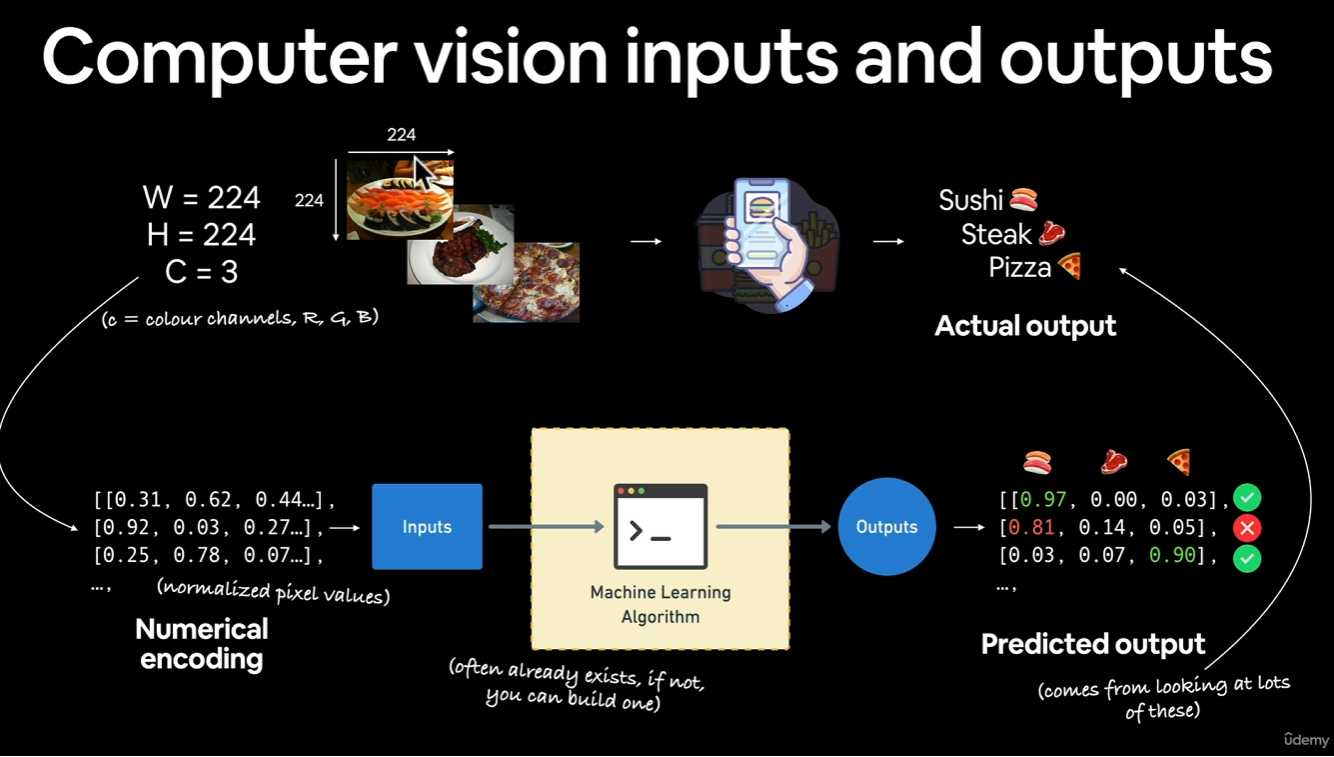 Computer vision inputs and outputs
224
224
W = 224
H = 224
C = 3
(c = colour channels, R, G, B)
Sushi 🍣
Steak 🥩
Pizza 🍕
Actual output
[[0.31, 0.62, 0.44…],
[0.92, 0.03, 0.27…],
[0.25, 0.78, 0.07…],
…,
(normalized pixel values)
Numerical
encoding
Inputs
Machine Learning
Algorithm
(often already exists, if not,
you can build one)
Outputs
🍣 🥩 🍕
[[0.97, 0.00, 0.03],
[0.81, 0.14, 0.05],
[0.03, 0.07, 0.90],
…,
Predicted output
(comes from looking at lots
of these)
ûdemy